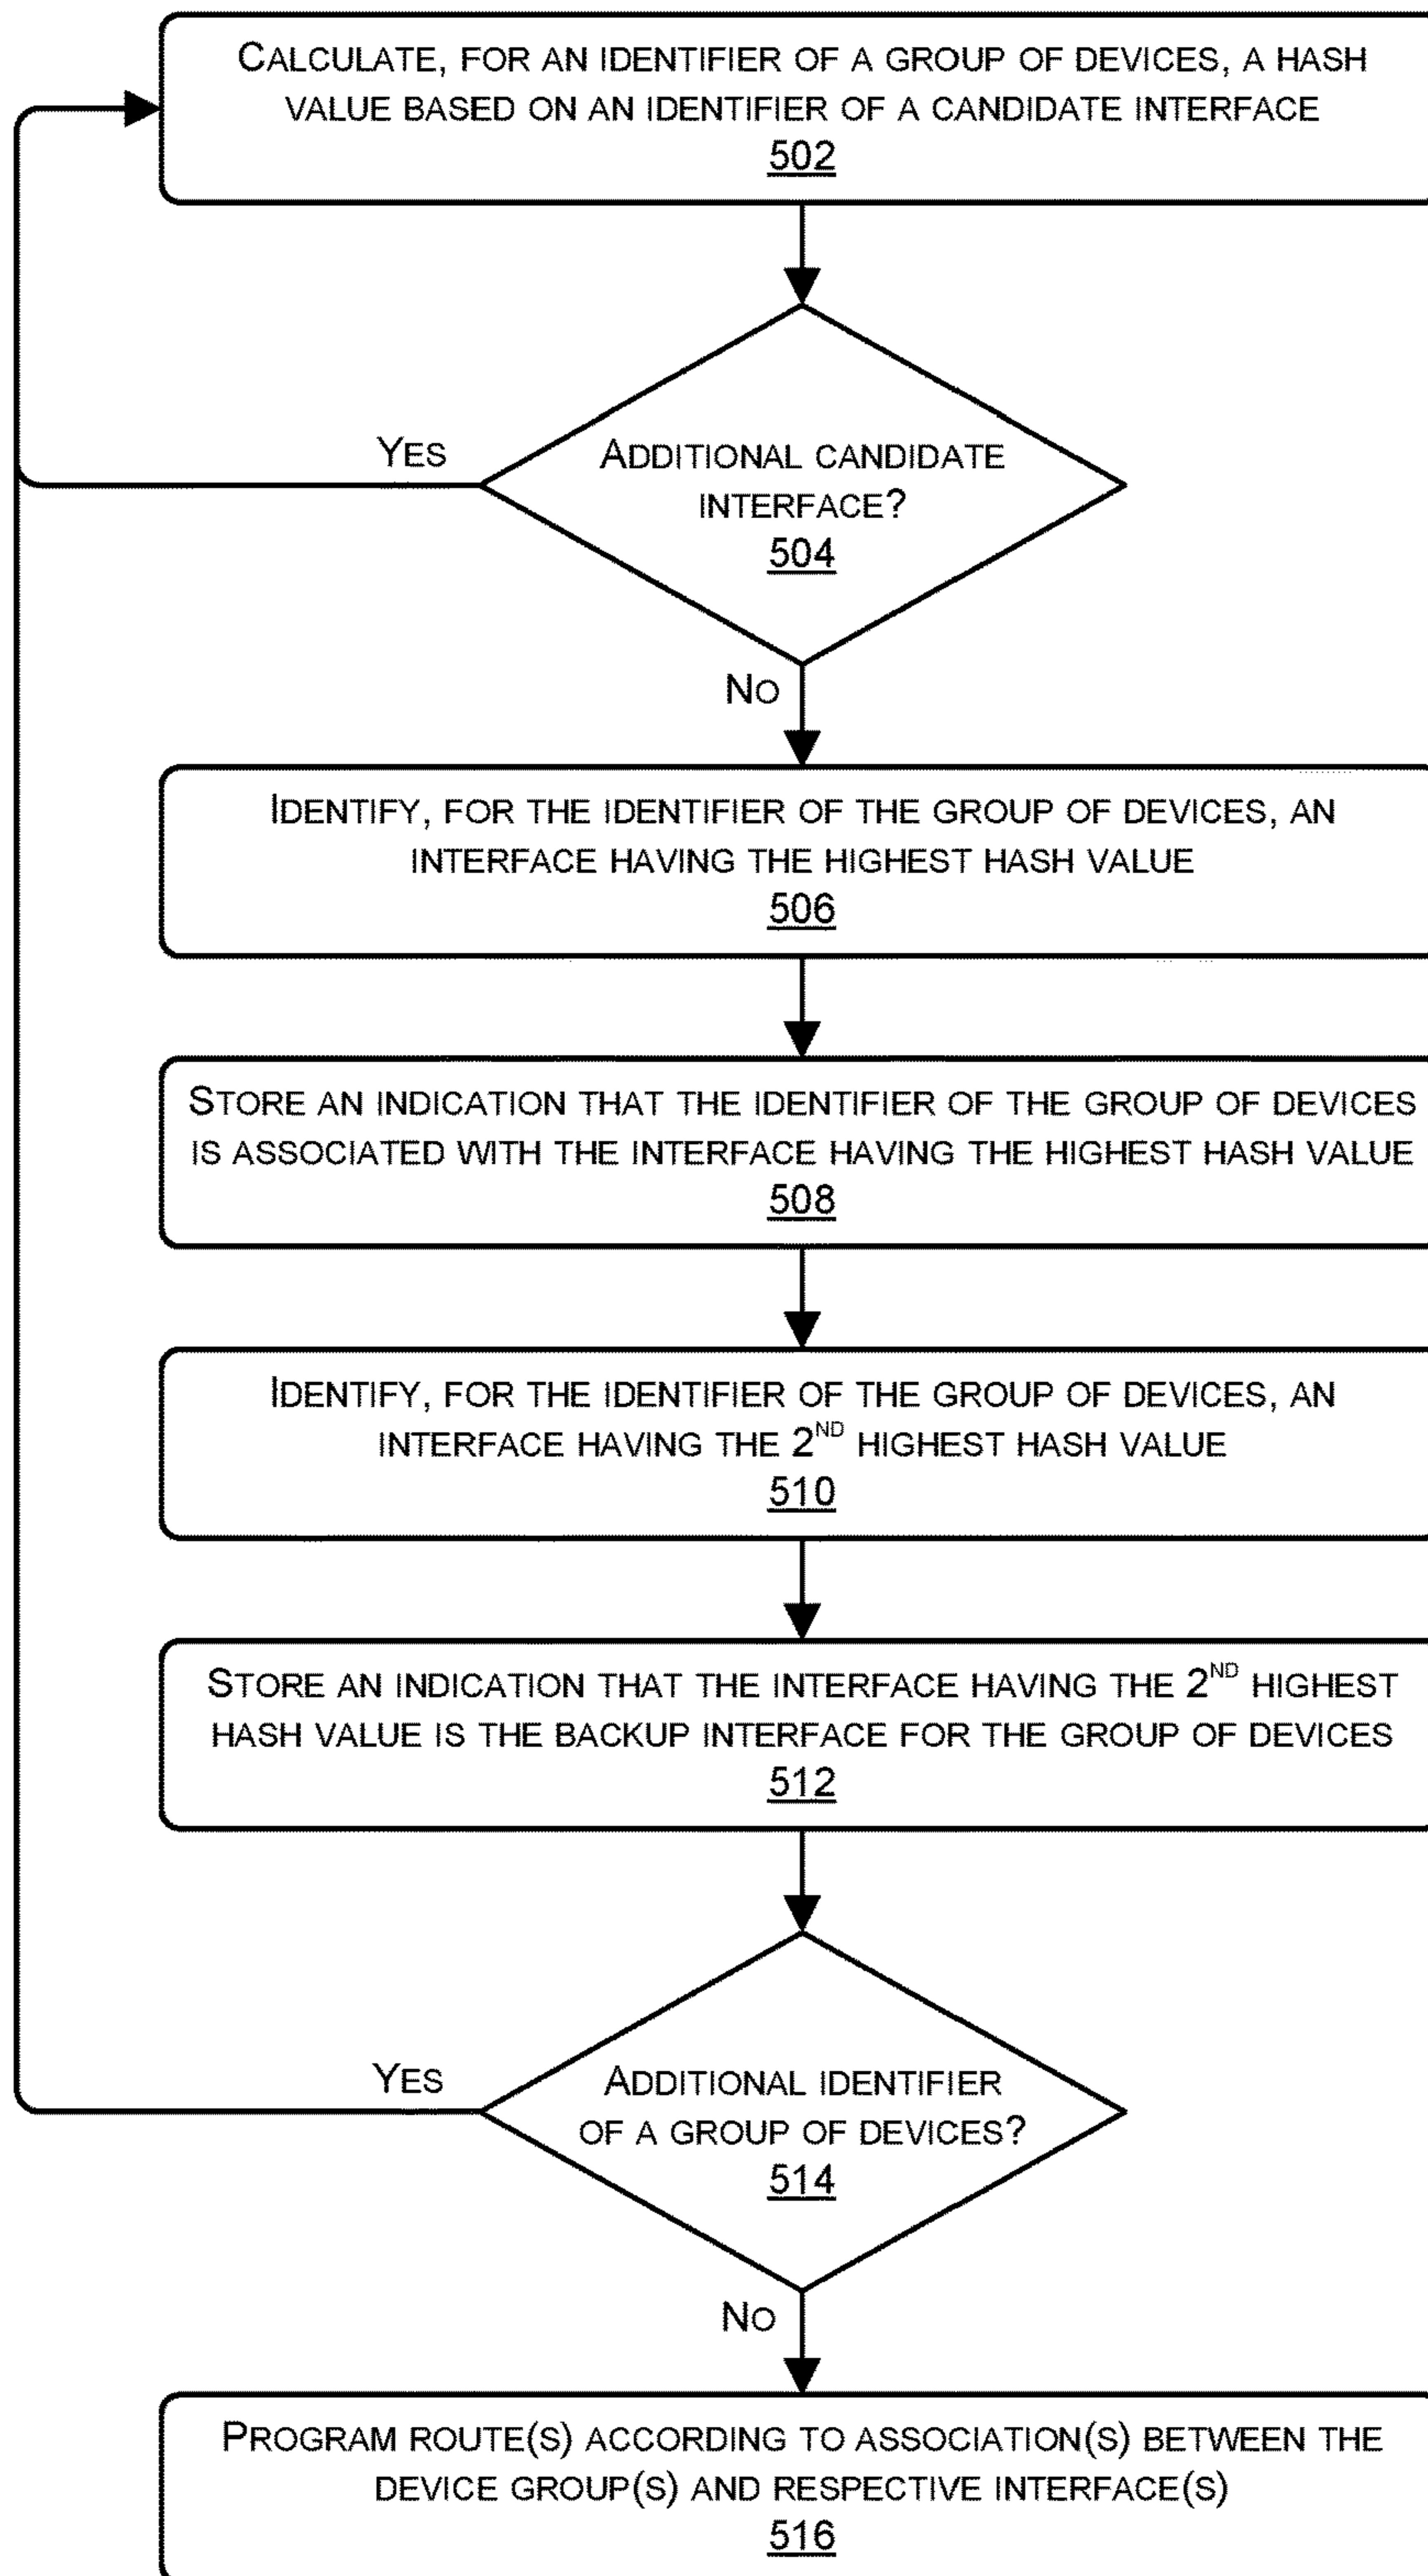 CALCULATE, FOR AN IDENTIFIER OF A GROUP OF DEVICES, A HASH
VALUE BASED ON AN IDENTIFIER OF A CANDIDATE INTERFACE
502
YES
ADDITIONAL CANDIDATE
INTERFACE?
504
NO
IDENTIFY, FOR THE IDENTIFIER OF THE GROUP OF DEVICES, AN
INTERFACE HAVING THE HIGHEST HASH VALUE
506
STORE AN INDICATION THAT THE IDENTIFIER OF THE GROUP OF DEVICES
IS ASSOCIATED WITH THE INTERFACE HAVING THE HIGHEST HASH VALUE
508
IDENTIFY, FOR THE IDENTIFIER OF THE GROUP OF DEVICES, AN
INTERFACE HAVING THE 2ND HIGHEST HASH VALUE
510
STORE AN INDICATION THAT THE INTERFACE HAVING THE 2ND HIGHEST
HASH VALUE IS THE BACKUP INTERFACE FOR THE GROUP OF DEVICES
512
YES
ADDITIONAL IDENTIFIER
OF A GROUP OF DEVICES?
514
NO
PROGRAM ROUTE(S) ACCORDING TO ASSOCIATION(S) BETWEEN THE
DEVICE GROUP(S) AND RESPECTIVE INTERFACE(S)
516